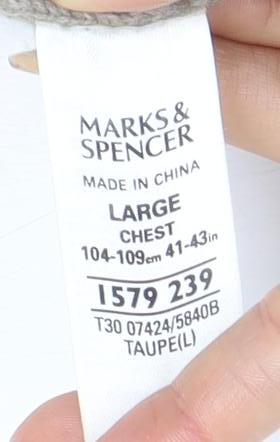 MARKS &
SPENCER
MADE IN CHINA
LARGE
CHEST
104-109cm 41-43in
1579 239
T30 07424/5840B
TAUPE(L)